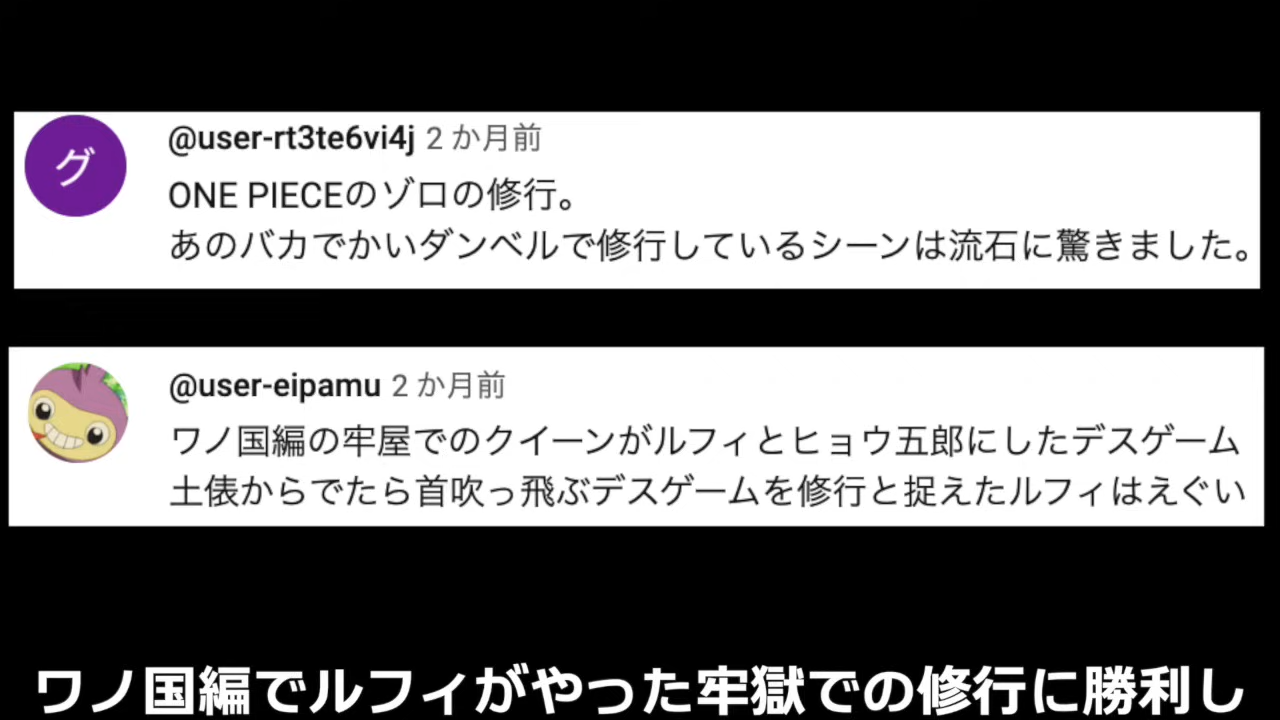 グ
@user-rt3te6vi4j 2 か月前
ONE PIECEのゾロの修行。
あのバカでかいダンベルで修行しているシーンは流石に驚きました。
@user-eipamu 2 か月前
ワノ国編の牢屋でのクイーンがルフィとヒョウ五郎にしたデスゲーム
土俵からでたら首吹っ飛ぶデスゲームを修行と捉えたルフィはえぐい
ワノ国編でルフィがやった牢獄での修行に勝利し